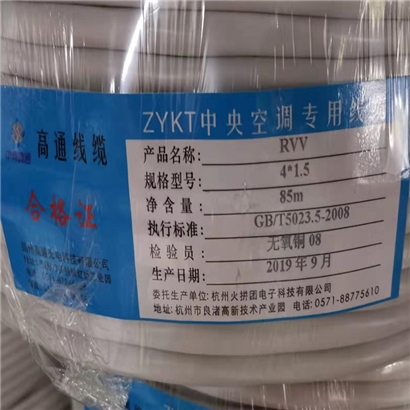 ZYKT中央空调专用线
高通线缆
合格证
产品名称: RVV
规格型号: 4*1.5
净含量: 85m
执行标准: GB/T5023.5-2008
检验员: 无氧铜 08
生产日期: 2019年9月
委托生产单位: 杭州火拼团电子科技有限公司
地址: 杭州市良渚高新技术产业园 电话: 0571-88775610